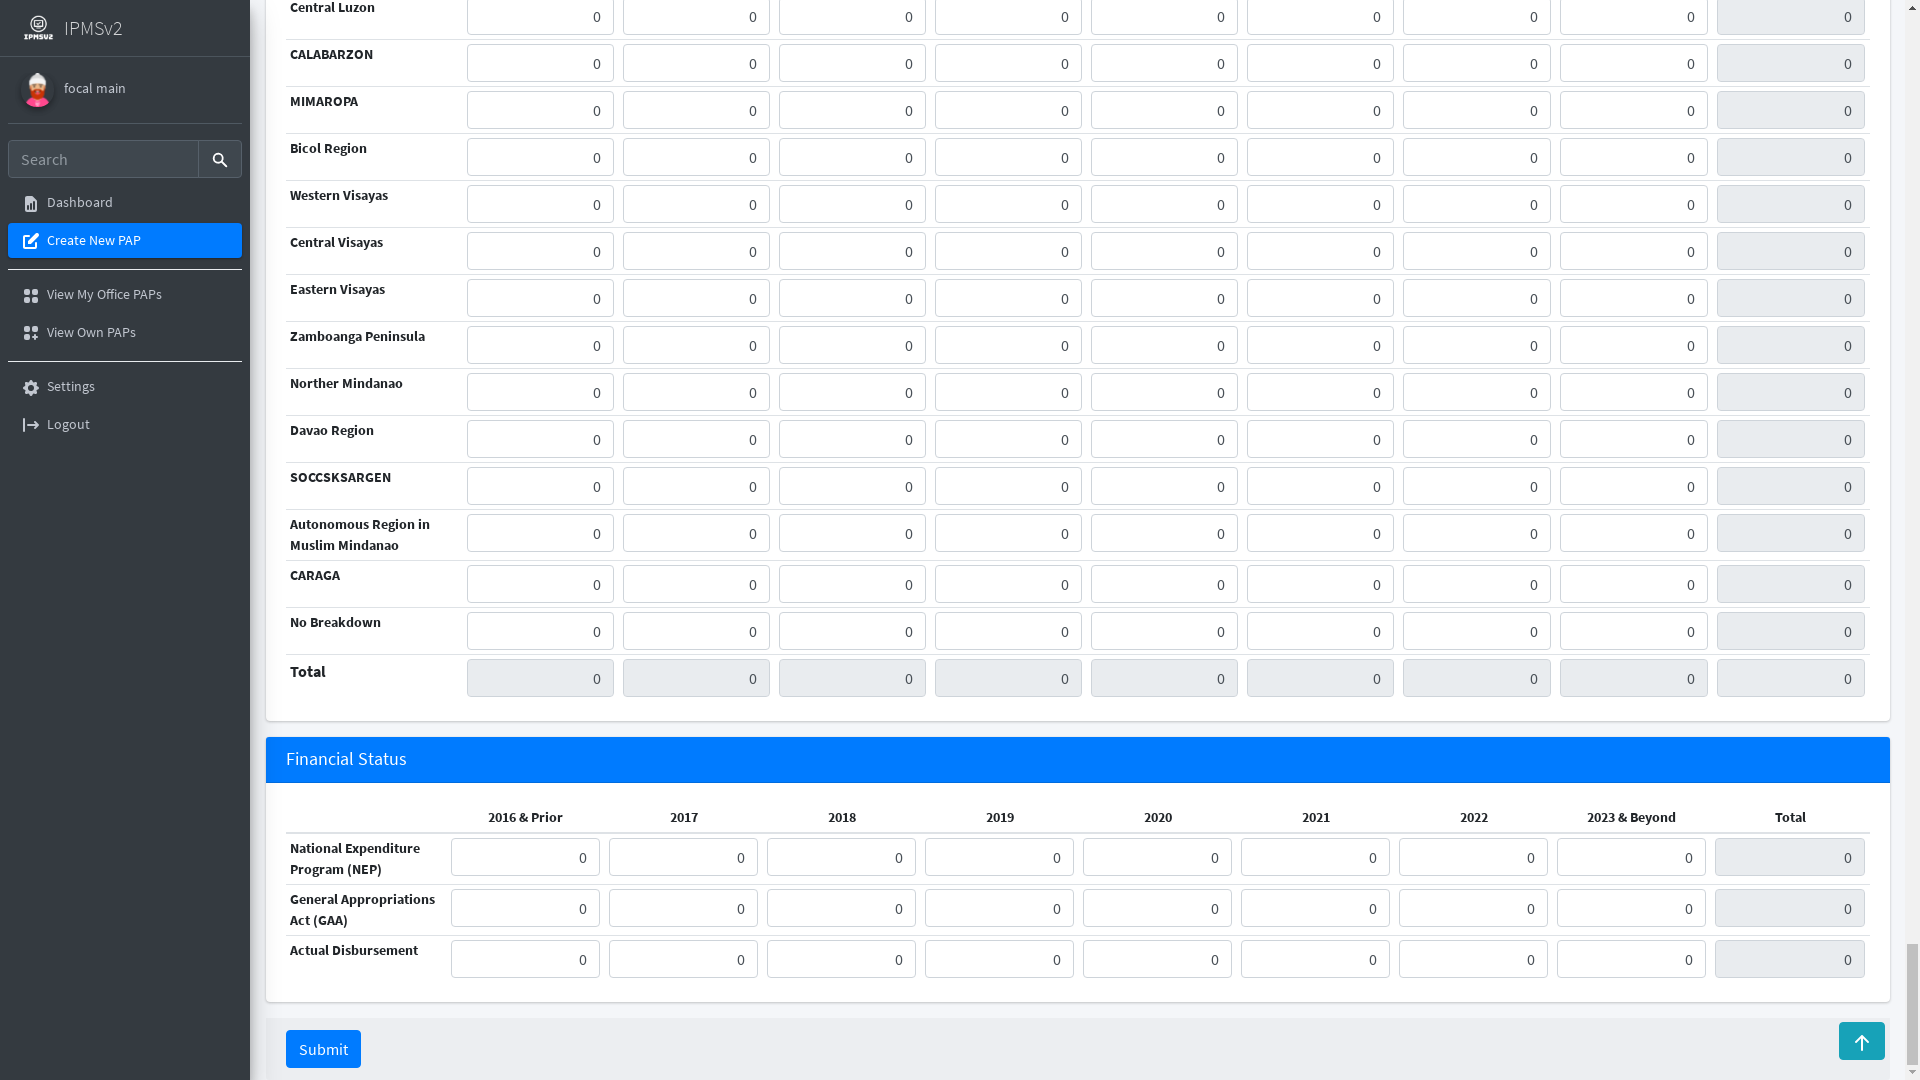 IPMSv2
IPMSV2
focal main
Search
Dashboard
Create New PAP
View My Office PAPs
View Own PAPs
Settings
Logout
Central Luzon 0 0 0 0 0 0 0 0 0
CALABARZON 0 0 0 0 0 0 0 0 0
MIMAROPA 0 0 0 0 0 0 0 0 0
Bicol Region 0 0 0 0 0 0 0 0 0
Western Visayas 0 0 0 0 0 0 0 0 0
Central Visayas 0 0 0 0 0 0 0 0 0
Eastern Visayas 0 0 0 0 0 0 0 0 0
Zamboanga Peninsula 0 0 0 0 0 0 0 0 0
Norther Mindanao 0 0 0 0 0 0 0 0 0
Davao Region 0 0 0 0 0 0 0 0 0
SOCCSKSARGEN 0 0 0 0 0 0 0 0 0
Autonomous Region in
Muslim Mindanao 0 0 0 0 0 0 0 0 0
CARAGA 0 0 0 0 0 0 0 0 0
No Breakdown 0 0 0 0 0 0 0 0 0
Total 0 0 0 0 0 0 0 0 0
Financial Status
2016 & Prior 2017 2018 2019 2020 2021 2022 2023 & Beyond Total
National Expenditure
Program (NEP) 0 0 0 0 0 0 0 0 0
General Appropriations
Act (GAA) 0 0 0 0 0 0 0 0 0
Actual Disbursement 0 0 0 0 0 0 0 0 0
Submit